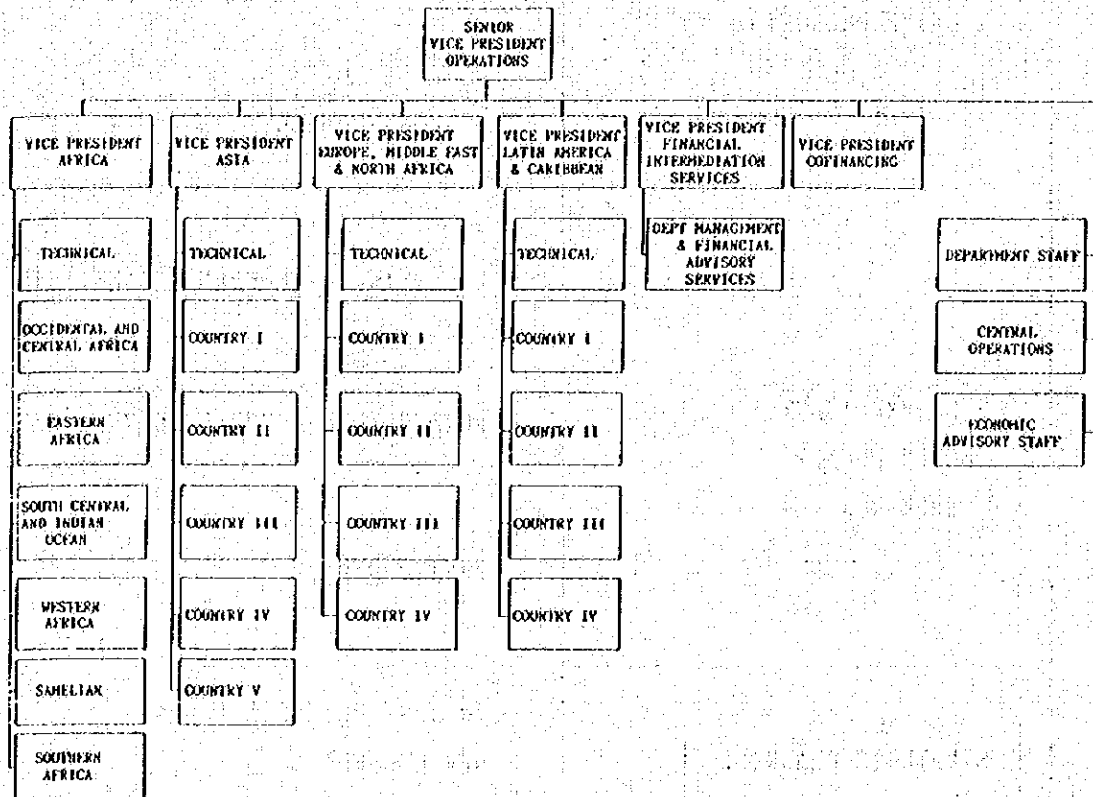 SENIOR
VICE PRESIDENT
OPERATIONS
VICE PRESIDENT
AFRICA
VICE PRESIDENT
ASIA
VICE PRESIDENT
EUROPE, MIDDLE EAST
& NORTH AFRICA
VICE PRESIDENT
LATIN AMERICA
& CARIBBEAN
VICE PRESIDENT
FINANCIAL
INTERMEDIATION
SERVICES
VICE PRESIDENT
COFINANCING
TECHNICAL
OCCIDENTAL AND
CENTRAL AFRICA
EASTERN
AFRICA
SOUTH CENTRAL
AND INDIAN
OCEAN
WESTERN
AFRICA
SAHELIAN
SOUTHERN
AFRICA
TECHNICAL
COUNTRY I
COUNTRY II
COUNTRY III
COUNTRY IV
COUNTRY V
TECHNICAL
COUNTRY I
COUNTRY II
COUNTRY III
COUNTRY IV
TECHNICAL
COUNTRY I
COUNTRY II
COUNTRY III
COUNTRY IV
DEPT MANAGEMENT
& FINANCIAL
ADVISORY
SERVICES
DEPARTMENT STAFF
CENTRAL
OPERATIONS
ECONOMIC
ADVISORY STAFF